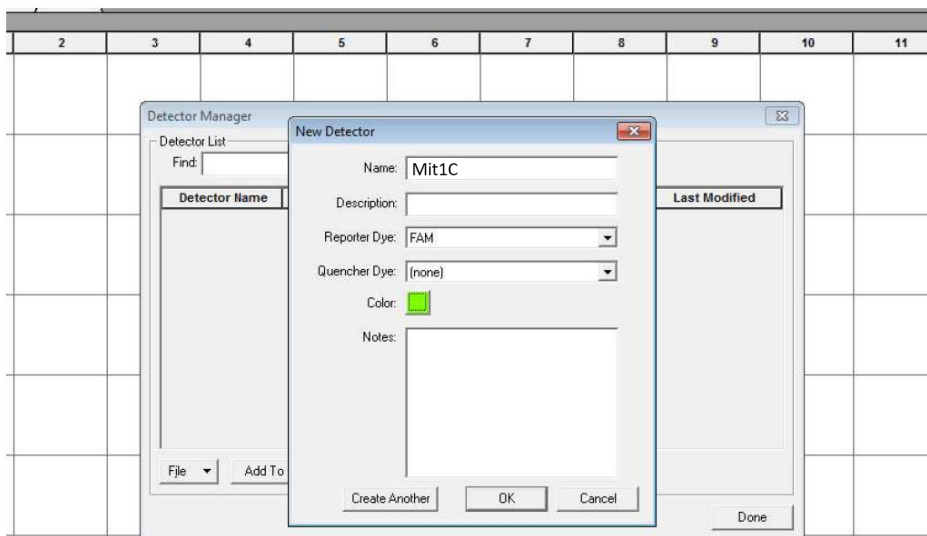 2 3 4 5 6 7 8 9 10 11
Detector Manager
New Detector
Detector List
Find:
Name: Mit1C
Detector Name
Last Modified
Description:
Reporter Dye: FAM
Quencher Dye: (none)
Color:
Notes:
File Add To
Create Another OK Cancel
Done